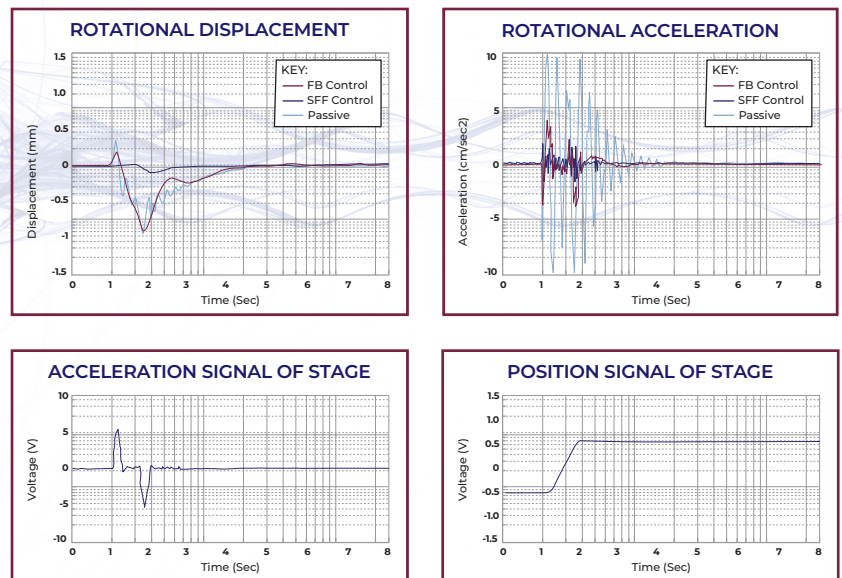 ROTATIONAL DISPLACEMENT
1.5
1.0
0.5
0
-0.5
-1
-1.5
Displacement (mm)
KEY:
FB Control
SFF Control
Passive
0 1 2 3 4 5 6 7 8
Time (Sec)
ROTATIONAL ACCELERATION
10
5
0
-5
-10
Acceleration (cm/sec2)
KEY:
FB Control
SFF Control
Passive
0 1 2 3 4 5 6 7 8
Time (Sec)
ACCELERATION SIGNAL OF STAGE
10
5
0
-5
-10
Voltage (V)
0 1 2 3 4 5 6 7 8
Time (Sec)
POSITION SIGNAL OF STAGE
1.5
1.0
0.5
0
-0.5
-1.0
-1.5
Voltage (V)
0 1 2 3 4 5 6 7 8
Time (Sec)